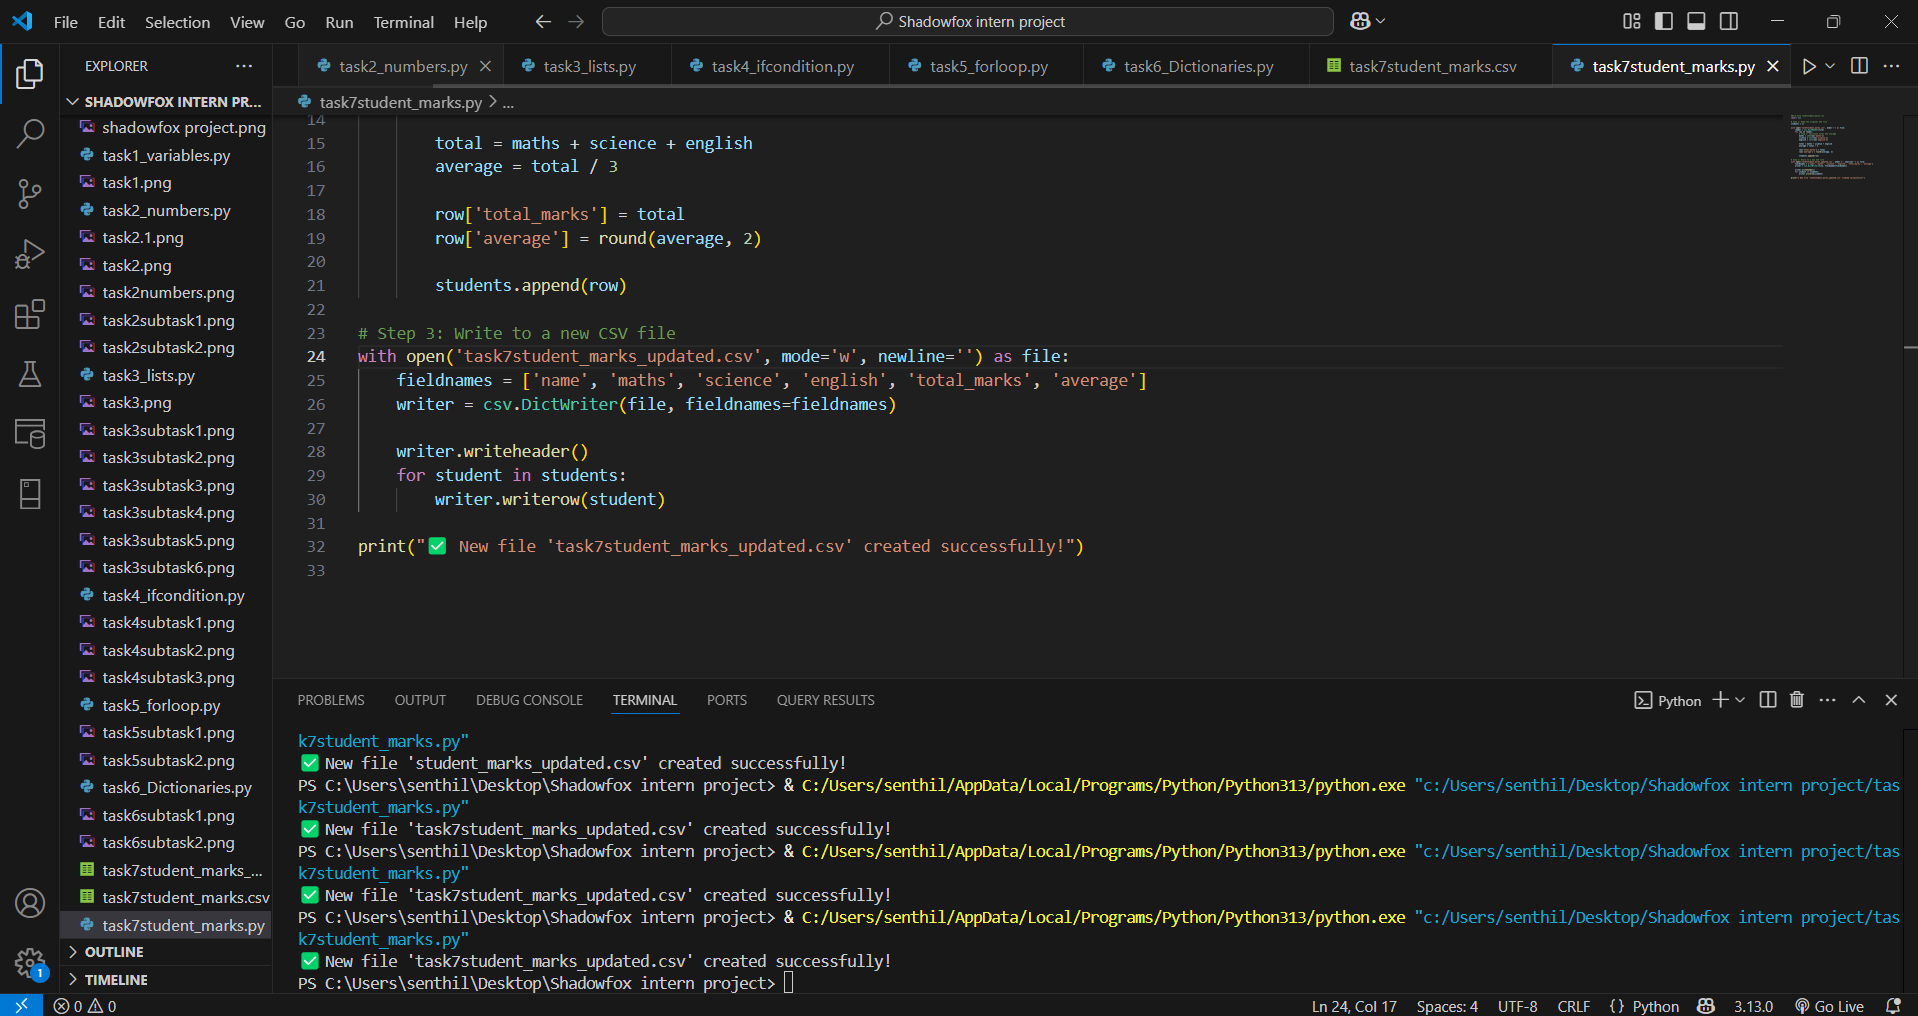 File Edit Selection View Go Run Terminal Help
Shadowfox intern project
EXPLORER
SHADOWFOX INTERN PR...
shadowfox project.png
task1_variables.py
task1.png
task2_numbers.py
task2.1.png
task2.png
task2numbers.png
task2subtask1.png
task2subtask2.png
task3_lists.py
task3.png
task3subtask1.png
task3subtask2.png
task3subtask3.png
task3subtask4.png
task3subtask5.png
task3subtask6.png
task4_ifcondition.py
task4subtask1.png
task4subtask2.png
task4subtask3.png
task5_forloop.py
task5subtask1.png
task5subtask2.png
task6_Dictionaries.py
task6subtask1.png
task6subtask2.png
task7student_marks_...
task7student_marks.csv
task7student_marks.py
OUTLINE
TIMELINE
1
task2_numbers.py task3_lists.py task4_ifcondition.py task5_forloop.py task6_Dictionaries.py task7student_marks.csv task7student_marks.py
task7student_marks.py > ...
14
15 total = maths + science + english
16 average = total / 3
17
18 row['total_marks'] = total
19 row['average'] = round(average, 2)
20
21 students.append(row)
22
23 # Step 3: Write to a new CSV file
24 with open('task7student_marks_updated.csv', mode='w', newline='') as file:
25 fieldnames = ['name', 'maths', 'science', 'english', 'total_marks', 'average']
26 writer = csv.DictWriter(file, fieldnames=fieldnames)
27
28 writer.writeheader()
29 for student in students:
30 writer.writerow(student)
31
32 print("✅ New file 'task7student_marks_updated.csv' created successfully!")
33
PROBLEMS OUTPUT DEBUG CONSOLE TERMINAL PORTS QUERY RESULTS
Python
k7student_marks.py"
✅ New file 'student_marks_updated.csv' created successfully!
PS C:\Users\senthil\Desktop\Shadowfox intern project> & C:/Users/senthil/AppData/Local/Programs/Python/Python313/python.exe "c:/Users/senthil/Desktop/Shadowfox intern project/tas
k7student_marks.py"
✅ New file 'task7student_marks_updated.csv' created successfully!
PS C:\Users\senthil\Desktop\Shadowfox intern project> & C:/Users/senthil/AppData/Local/Programs/Python/Python313/python.exe "c:/Users/senthil/Desktop/Shadowfox intern project/tas
k7student_marks.py"
✅ New file 'task7student_marks_updated.csv' created successfully!
PS C:\Users\senthil\Desktop\Shadowfox intern project> & C:/Users/senthil/AppData/Local/Programs/Python/Python313/python.exe "c:/Users/senthil/Desktop/Shadowfox intern project/tas
k7student_marks.py"
✅ New file 'task7student_marks_updated.csv' created successfully!
PS C:\Users\senthil\Desktop\Shadowfox intern project>
0 0 Ln 24, Col 17 Spaces: 4 UTF-8 CRLF {} Python 3.13.0 Go Live